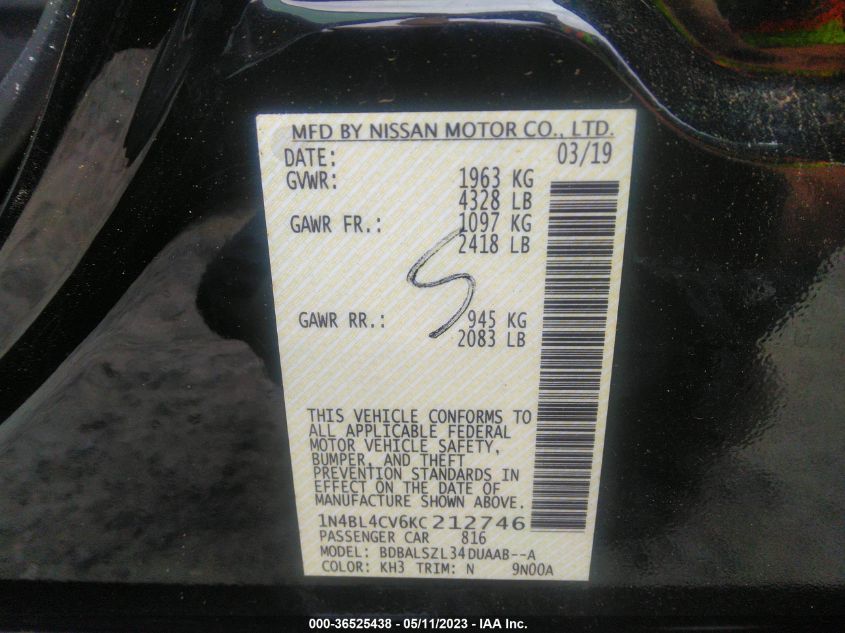 MFD BY NISSAN MOTOR CO., LTD.
DATE: 03/19
GVWR: 1963 KG
4328 LB
GAWR FR.: 1097 KG
2418 LB
S
GAWR RR.: 945 KG
2083 LB
THIS VEHICLE CONFORMS TO
ALL APPLICABLE FEDERAL
MOTOR VEHICLE SAFETY,
BUMPER, AND THEFT
PREVENTION STANDARDS IN
EFFECT ON THE DATE OF
MANUFACTURE SHOWN ABOVE.
1N4BL4CV6KC212746
PASSENGER CAR 816
MODEL: BDBALSZL34DUAAB--A
COLOR: KH3 TRIM: N 9N00A
000-36525438 - 05/11/2023 - IAA Inc.